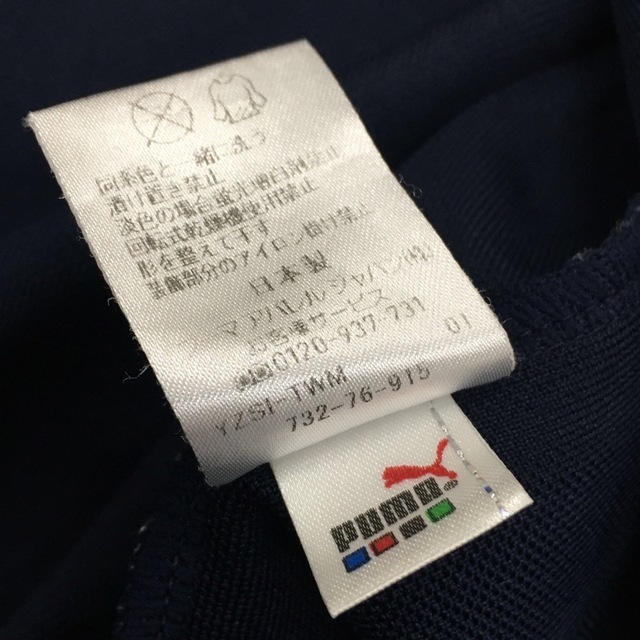 同系色と一緒に洗う
漬け置き禁止
淡色の場合蛍光増白剤禁止
回転式乾燥機使用禁止
形を整えて干す
装飾部分のアイロン掛け禁止
日本製
アパレル ジャパン(株)
お客様サービス
0120-937-731
01
YZSI-TWM
732-76-915
PUMA